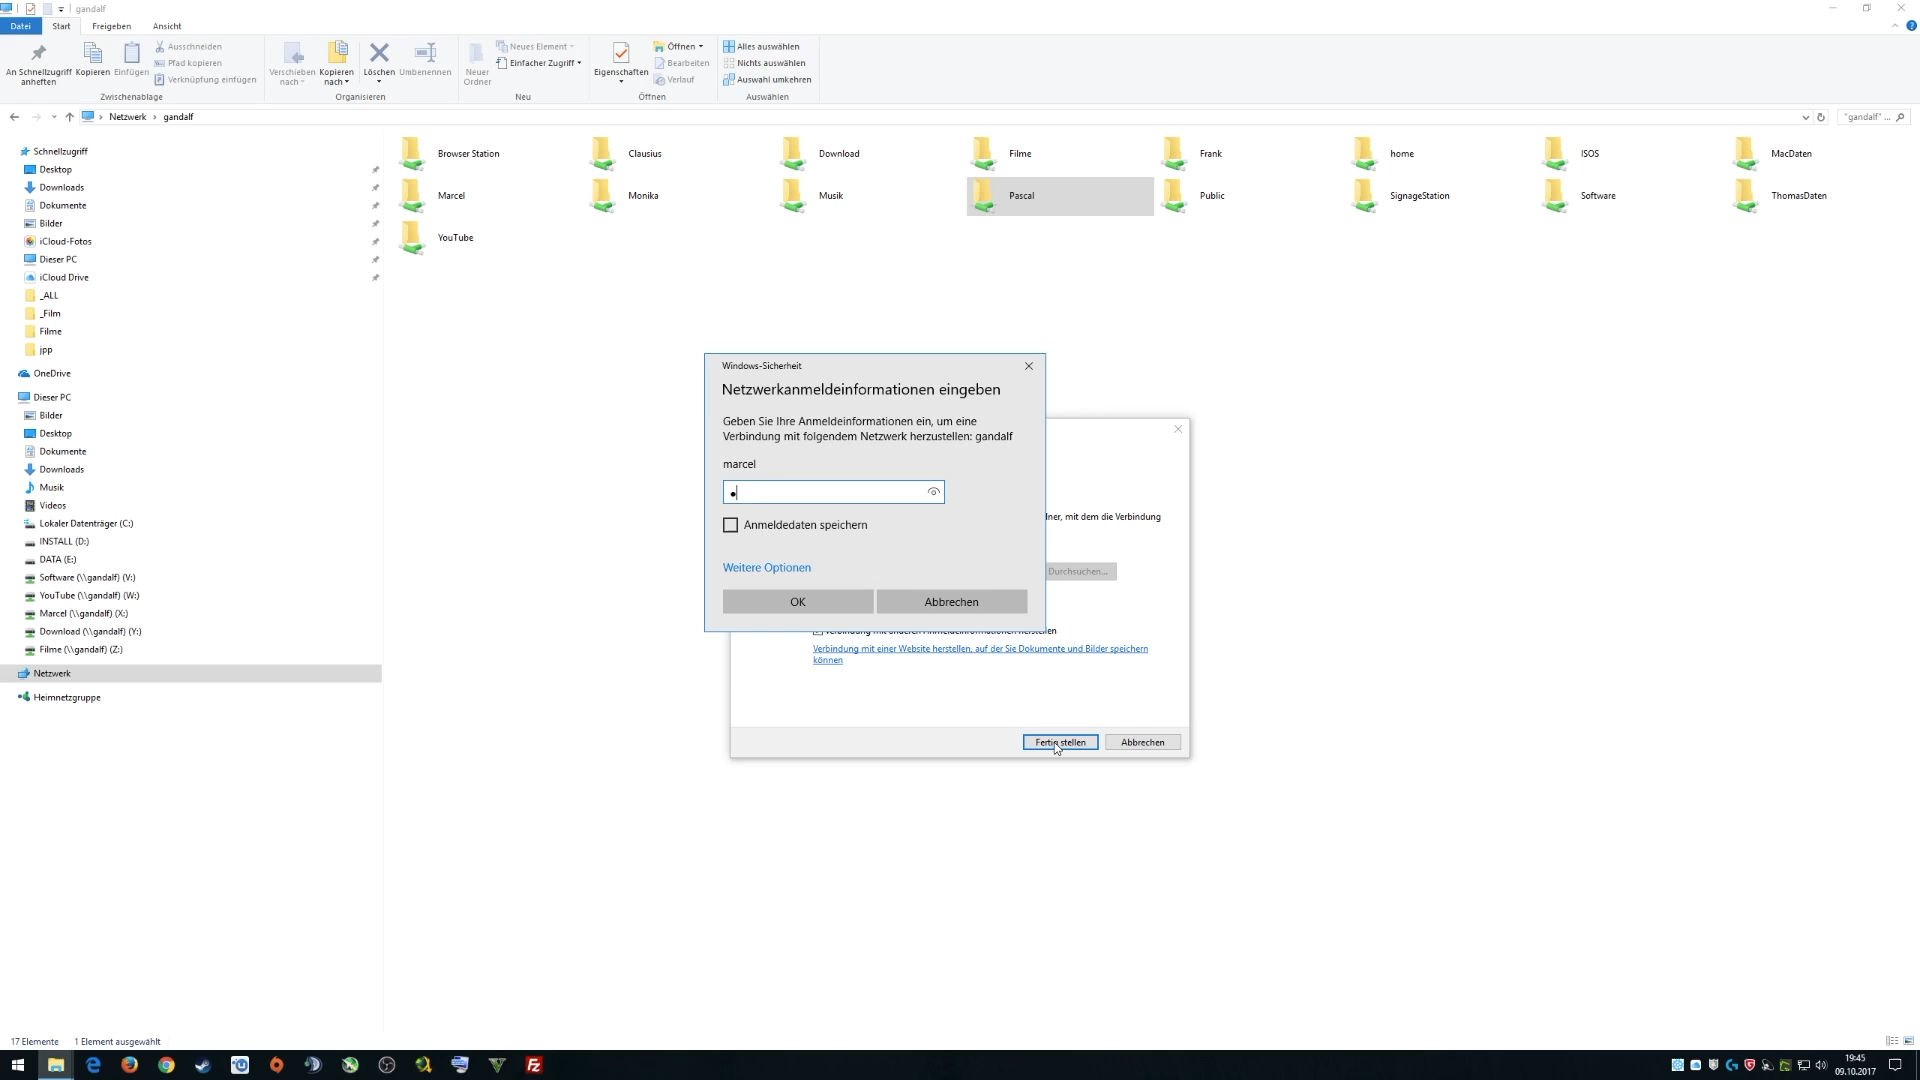 gandalf
Datei Start Freigeben Ansicht
An Schnellzugriff anheften
Kopieren
Einfügen
Ausschneiden
Pfad kopieren
Verknüpfung einfügen
Zwischenablage
Verschieben nach
Kopieren nach
Löschen
Umbenennen
Organisieren
Neuer Ordner
Neues Element
Einfacher Zugriff
Neu
Eigenschaften
Öffnen
Bearbeiten
Verlauf
Öffnen
Alles auswählen
Nichts auswählen
Auswahl umkehren
Auswählen
Netzwerk > gandalf
"gandalf" ...
Schnellzugriff
Desktop
Downloads
Dokumente
Bilder
iCloud-Fotos
Dieser PC
iCloud Drive
_ALL
_Film
Filme
jpp
OneDrive
Dieser PC
Bilder
Desktop
Dokumente
Downloads
Musik
Videos
Lokaler Datenträger (C:)
INSTALL (D:)
DATA (E:)
Software (\\gandalf) (V:)
YouTube (\\gandalf) (W:)
Marcel (\\gandalf) (X:)
Download (\\gandalf) (Y:)
Filme (\\gandalf) (Z:)
Netzwerk
Heimnetzgruppe
Browser Station Clausius Download Filme Frank home ISOS MacDaten
Marcel Monika Musik Pascal Public SignageStation Software ThomasDaten
YouTube
Windows-Sicherheit
Netzwerkanmeldeinformationen eingeben
Geben Sie Ihre Anmeldeinformationen ein, um eine
Verbindung mit folgendem Netzwerk herzustellen: gandalf
marcel
Anmeldedaten speichern
Weitere Optionen
OK Abbrechen
lner, mit dem die Verbindung
Durchsuchen...
Verbindung mit anderen Anmeldeinformationen herstellen
Verbindung mit einer Website herstellen, auf der Sie Dokumente und Bilder speichern
können
Fertig stellen Abbrechen
17 Elemente 1 Element ausgewählt
19:45
09.10.2017